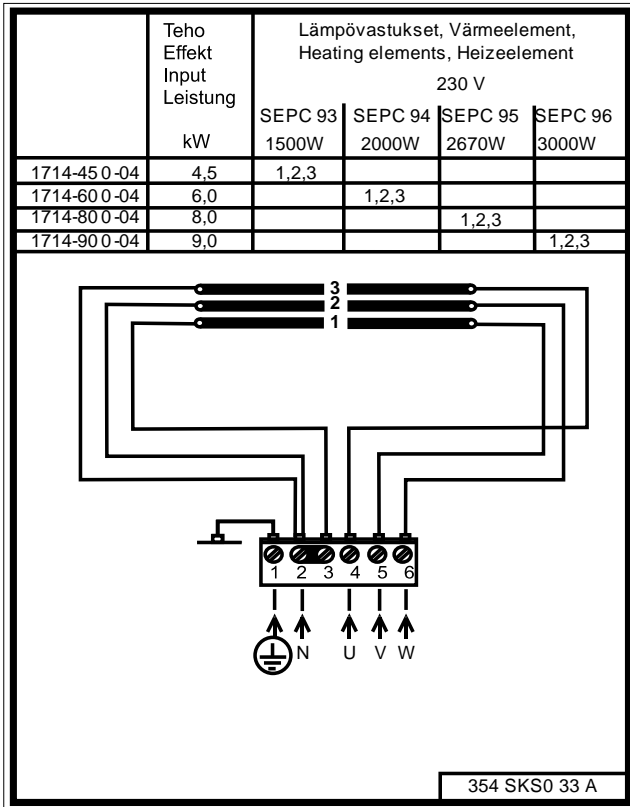 Teho
Effekt
Input
Leistung
kW
Lämpövastukset, Värmeelement,
Heating elements, Heizeelement
230 V
SEPC 93 SEPC 94 SEPC 95 SEPC 96
1500W 2000W 2670W 3000W
1714-450-04 4,5 1,2,3
1714-600-04 6,0 1,2,3
1714-800-04 8,0 1,2,3
1714-900-04 9,0 1,2,3
3
2
1
1 2 3 4 5 6
N U V W
354 SKS0 33 A